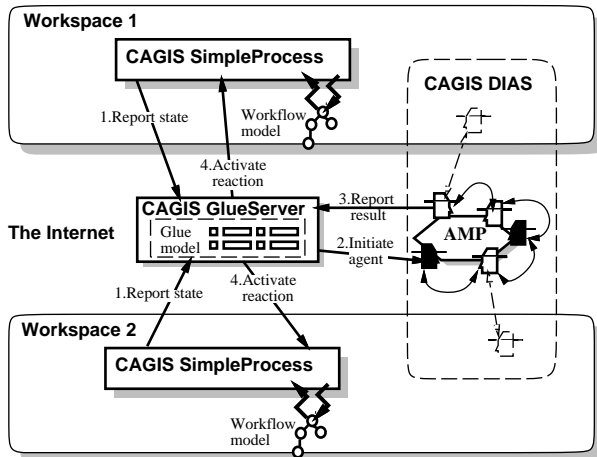 Workspace 1
CAGIS SimpleProcess
CAGIS DIAS
1.Report state
Workflow
model
4.Activate
reaction
CAGIS GlueServer
3.Report
result
The Internet
Glue
model
AMP
2.Initiate
agent
1.Report state
4.Activate
reaction
Workspace 2
CAGIS SimpleProcess
Workflow
model